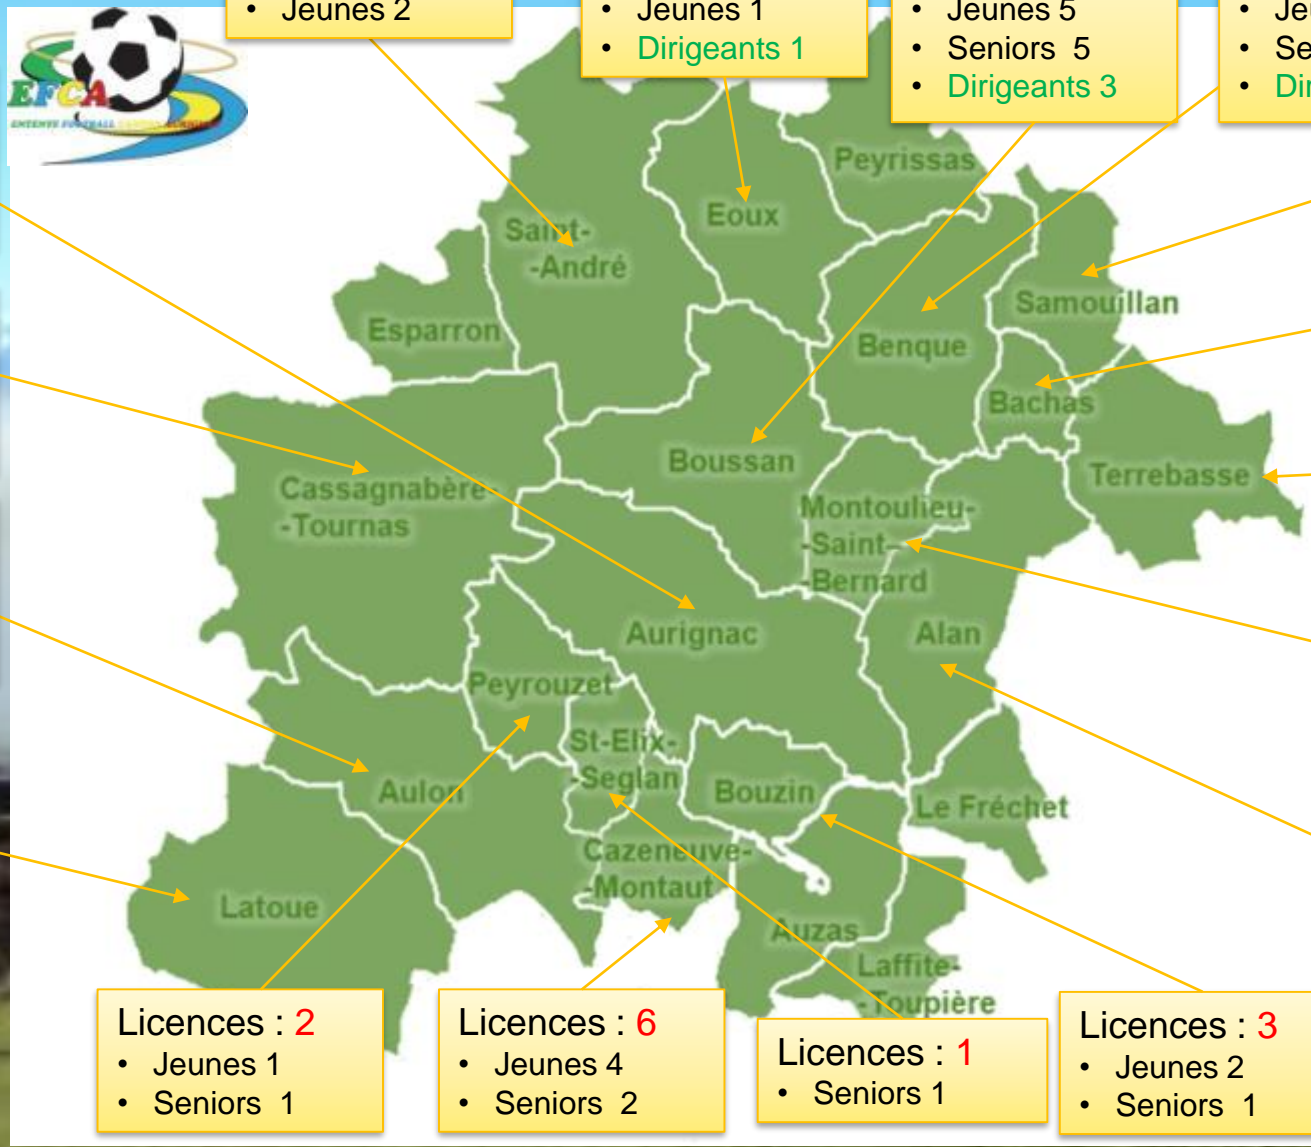 • Jeunes 2
• Jeunes 1
• Dirigeants 1
• Jeunes 5
• Seniors 5
• Dirigeants 3
EFCA
ENTENTE FOOTBALL
Peyrissas
Eoux
Saint-
-André
Samouillan
Esparron
Benque
Bachas
Boussan
Terrebasse
Cassagnabère-
-Tournas
Montoulieu-
-Saint-
-Bernard
Aurignac
Alan
Peyrouzet
St-Elix-
-Seglan
Aulon
Bouzin
Le Fréchet
Cazeneuve-
-Montaut
Latoue
Auzas
Laffite-
-Toupière
Licences : 2
• Jeunes 1
• Seniors 1
Licences : 6
• Jeunes 4
• Seniors 2
Licences : 1
• Seniors 1
Licences : 3
• Jeunes 2
• Seniors 1